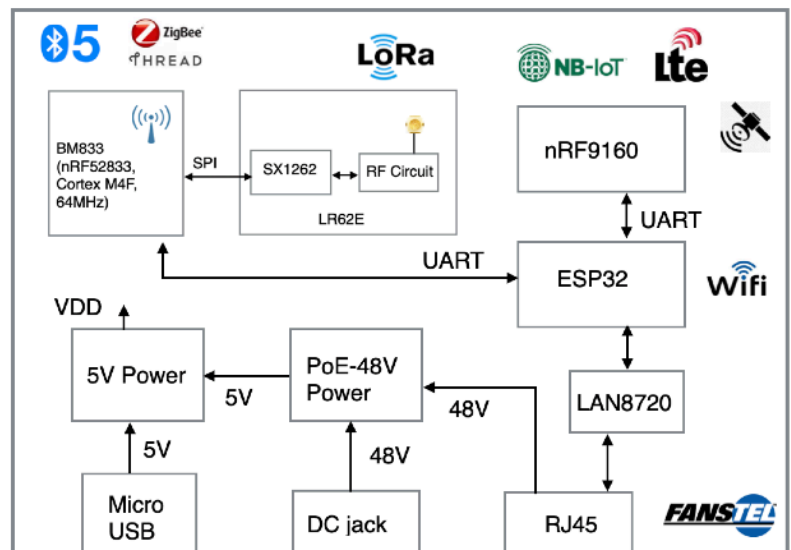 5
ZigBee
THREAD
LoRa
NB-IoT
Lte
BM833
(nRF52833,
Cortex M4F,
64MHz)
SPI
SX1262
RF Circuit
LR62E
nRF9160
UART
UART
ESP32
Wifi
VDD
5V Power
5V
PoE-48V
Power
48V
LAN8720
5V
48V
Micro
USB
DC jack
RJ45
FANSTEL